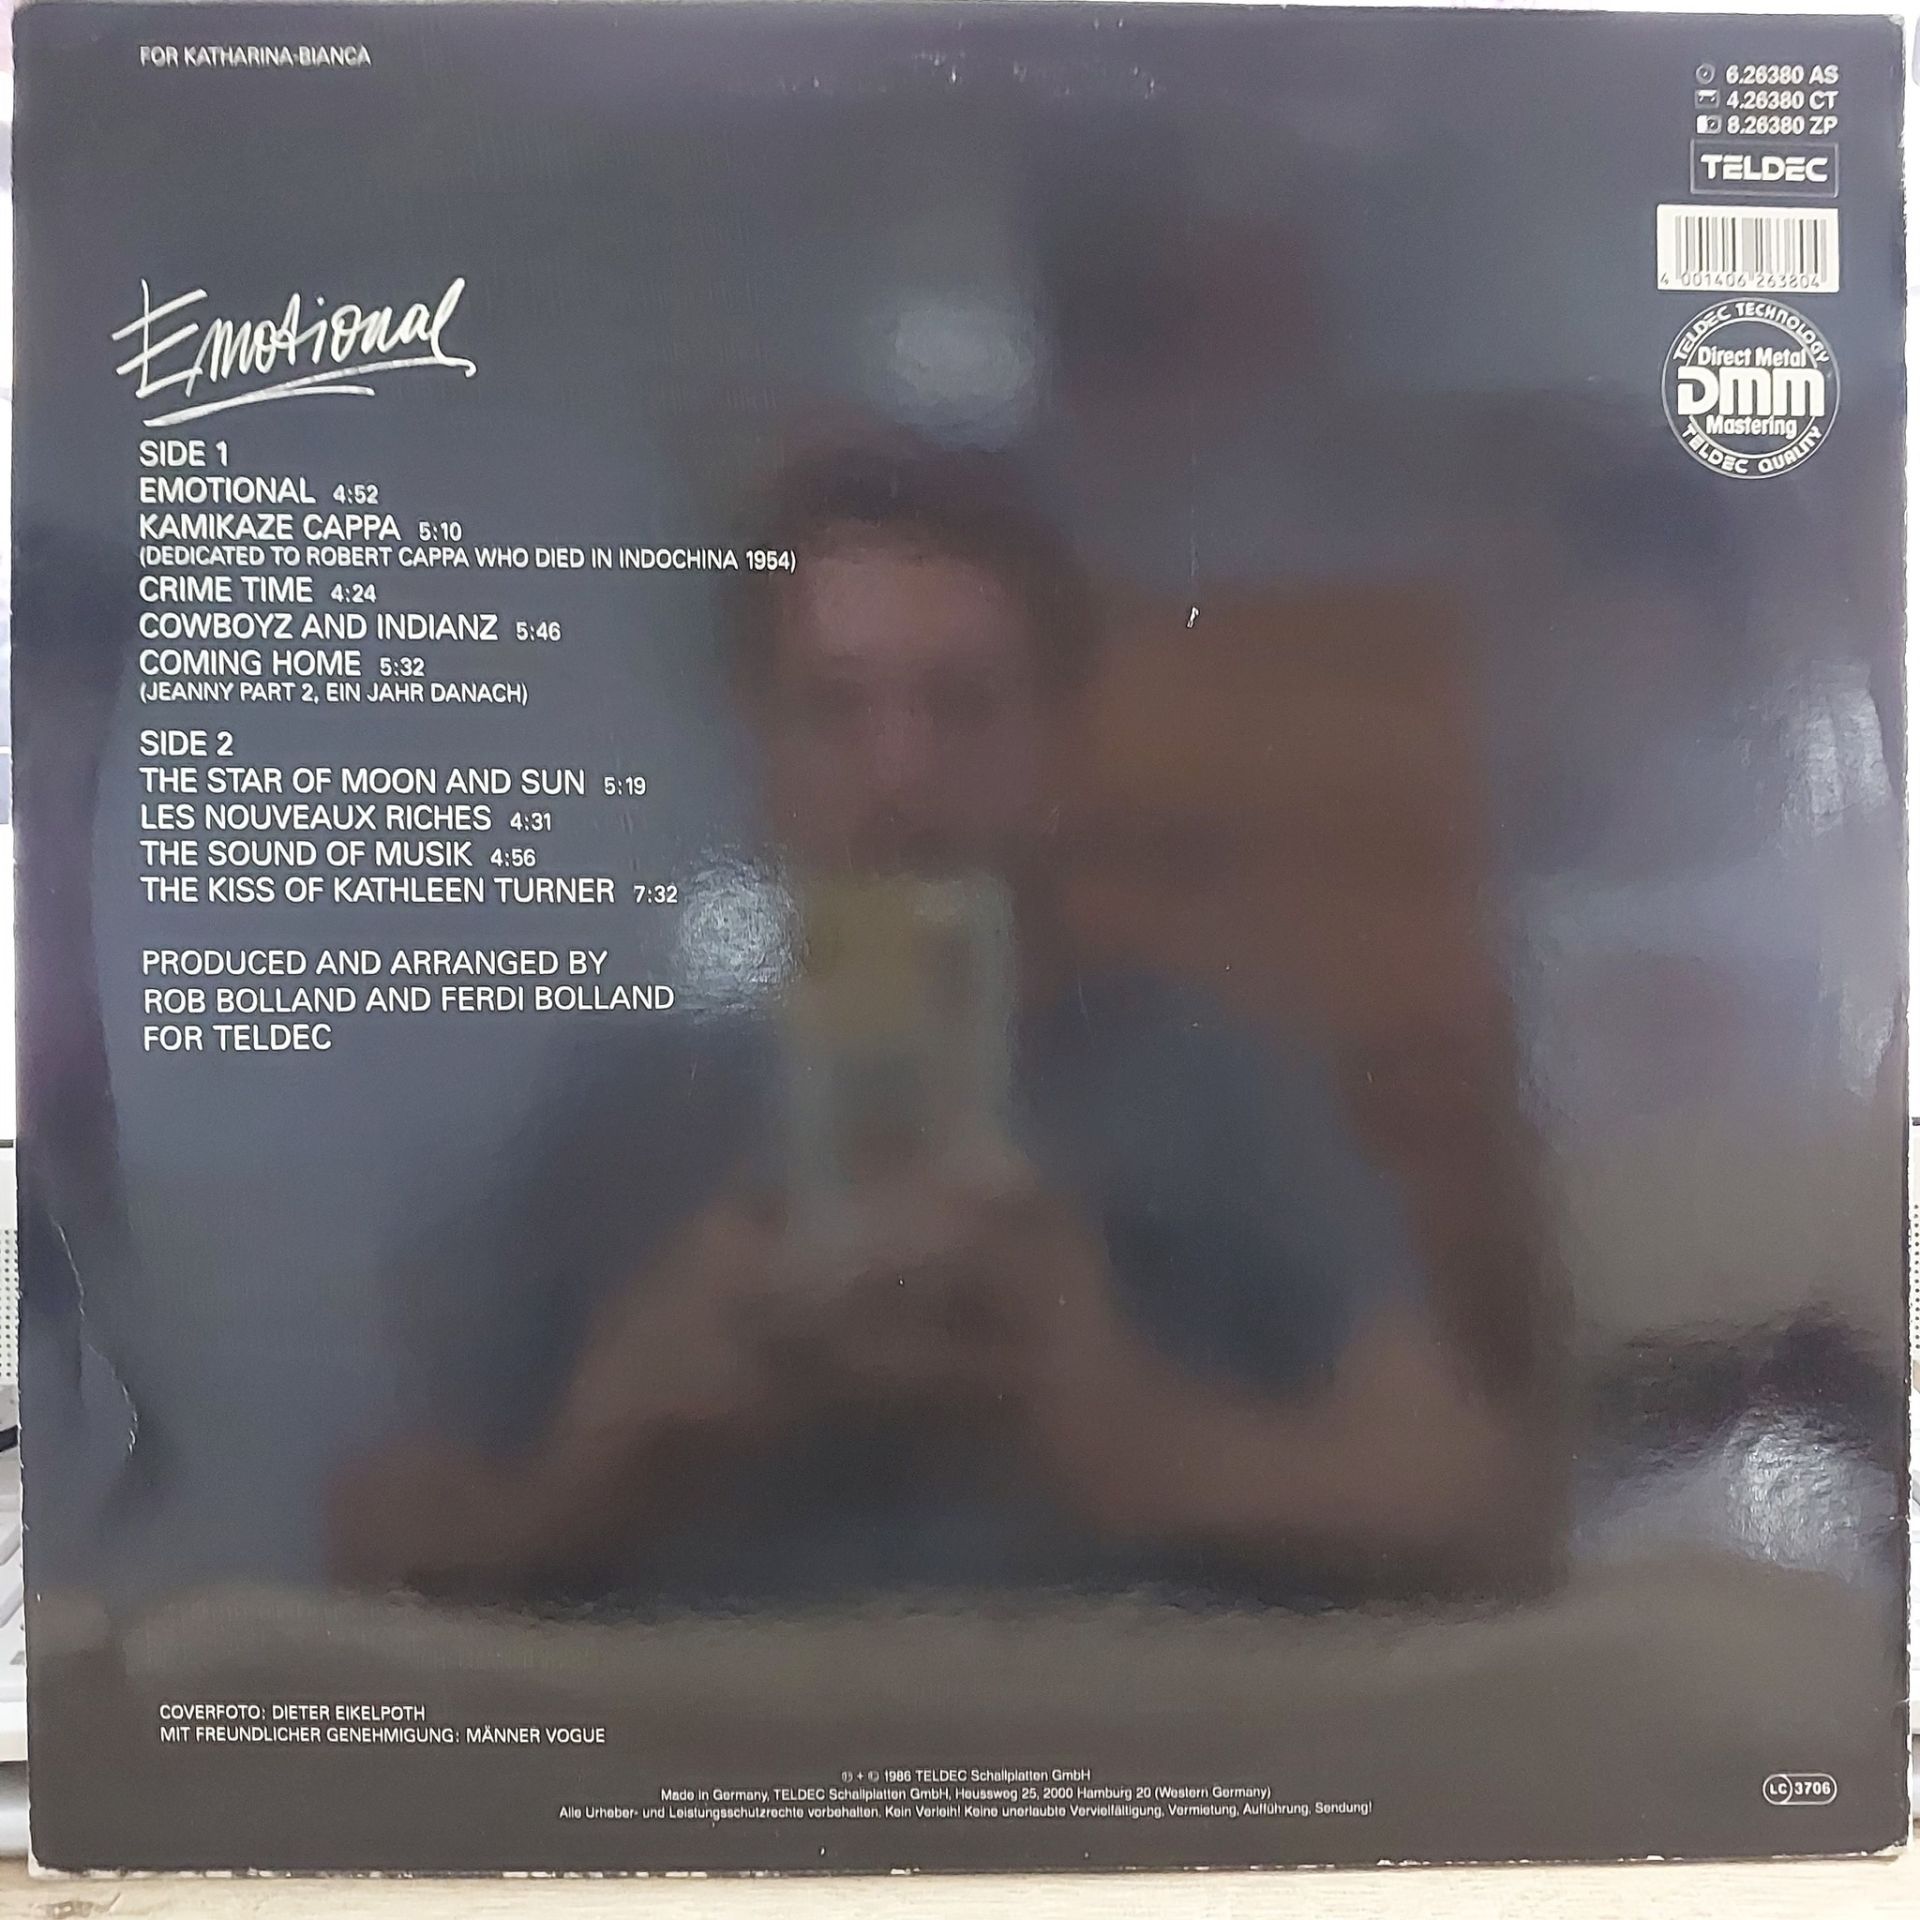 FOR KATHARINA-BIANCA
6.26380 AS
4.26380 CT
8.26380 ZP
TELDEC
4 001406 263804
TELDEC TECHNOLOGY
Direct Metal
DMM
Mastering
TELDEC QUALITY
Emotional
SIDE 1
EMOTIONAL 4:52
KAMIKAZE CAPPA 5:10
(DEDICATED TO ROBERT CAPPA WHO DIED IN INDOCHINA 1954)
CRIME TIME 4:24
COWBOYZ AND INDIANZ 5:46
COMING HOME 5:32
(JEANNY PART 2, EIN JAHR DANACH)
SIDE 2
THE STAR OF MOON AND SUN 5:19
LES NOUVEAUX RICHES 4:31
THE SOUND OF MUSIK 4:56
THE KISS OF KATHLEEN TURNER 7:32
PRODUCED AND ARRANGED BY
ROB BOLLAND AND FERDI BOLLAND
FOR TELDEC
COVERFOTO: DIETER EIKELPOTH
MIT FREUNDLICHER GENEHMIGUNG: MÄNNER VOGUE
℗ + © 1986 TELDEC Schallplatten GmbH
Made in Germany, TELDEC Schallplatten GmbH, Heussweg 25, 2000 Hamburg 20 (Western Germany)
Alle Urheber- und Leistungsschutzrechte vorbehalten. Kein Verleih! Keine unerlaubte Vervielfältigung, Vermietung, Aufführung, Sendung!
LC 3706